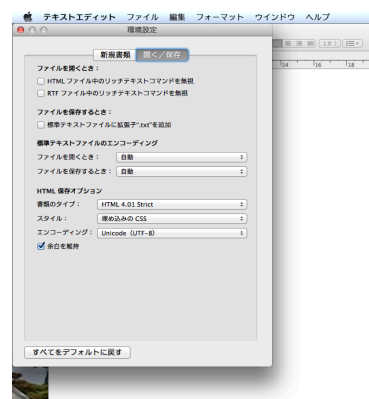 テキストエディット ファイル 編集 フォーマット ウインドウ ヘルプ
環境設定
新規書類 開く／保存
ファイルを開くとき：
HTML ファイル中のリッチテキストコマンドを無視
RTF ファイル中のリッチテキストコマンドを無視
ファイルを保存するとき：
標準テキストファイルに拡張子".txt"を追加
標準テキストファイルのエンコーディング
ファイルを開くとき： 自動
ファイルを保存するとき： 自動
HTML 保存オプション
書類のタイプ： HTML 4.01 Strict
スタイル： 埋め込みの CSS
エンコーディング： Unicode（UTF-8）
余白を維持
すべてをデフォルトに戻す
1.0
14 16 18